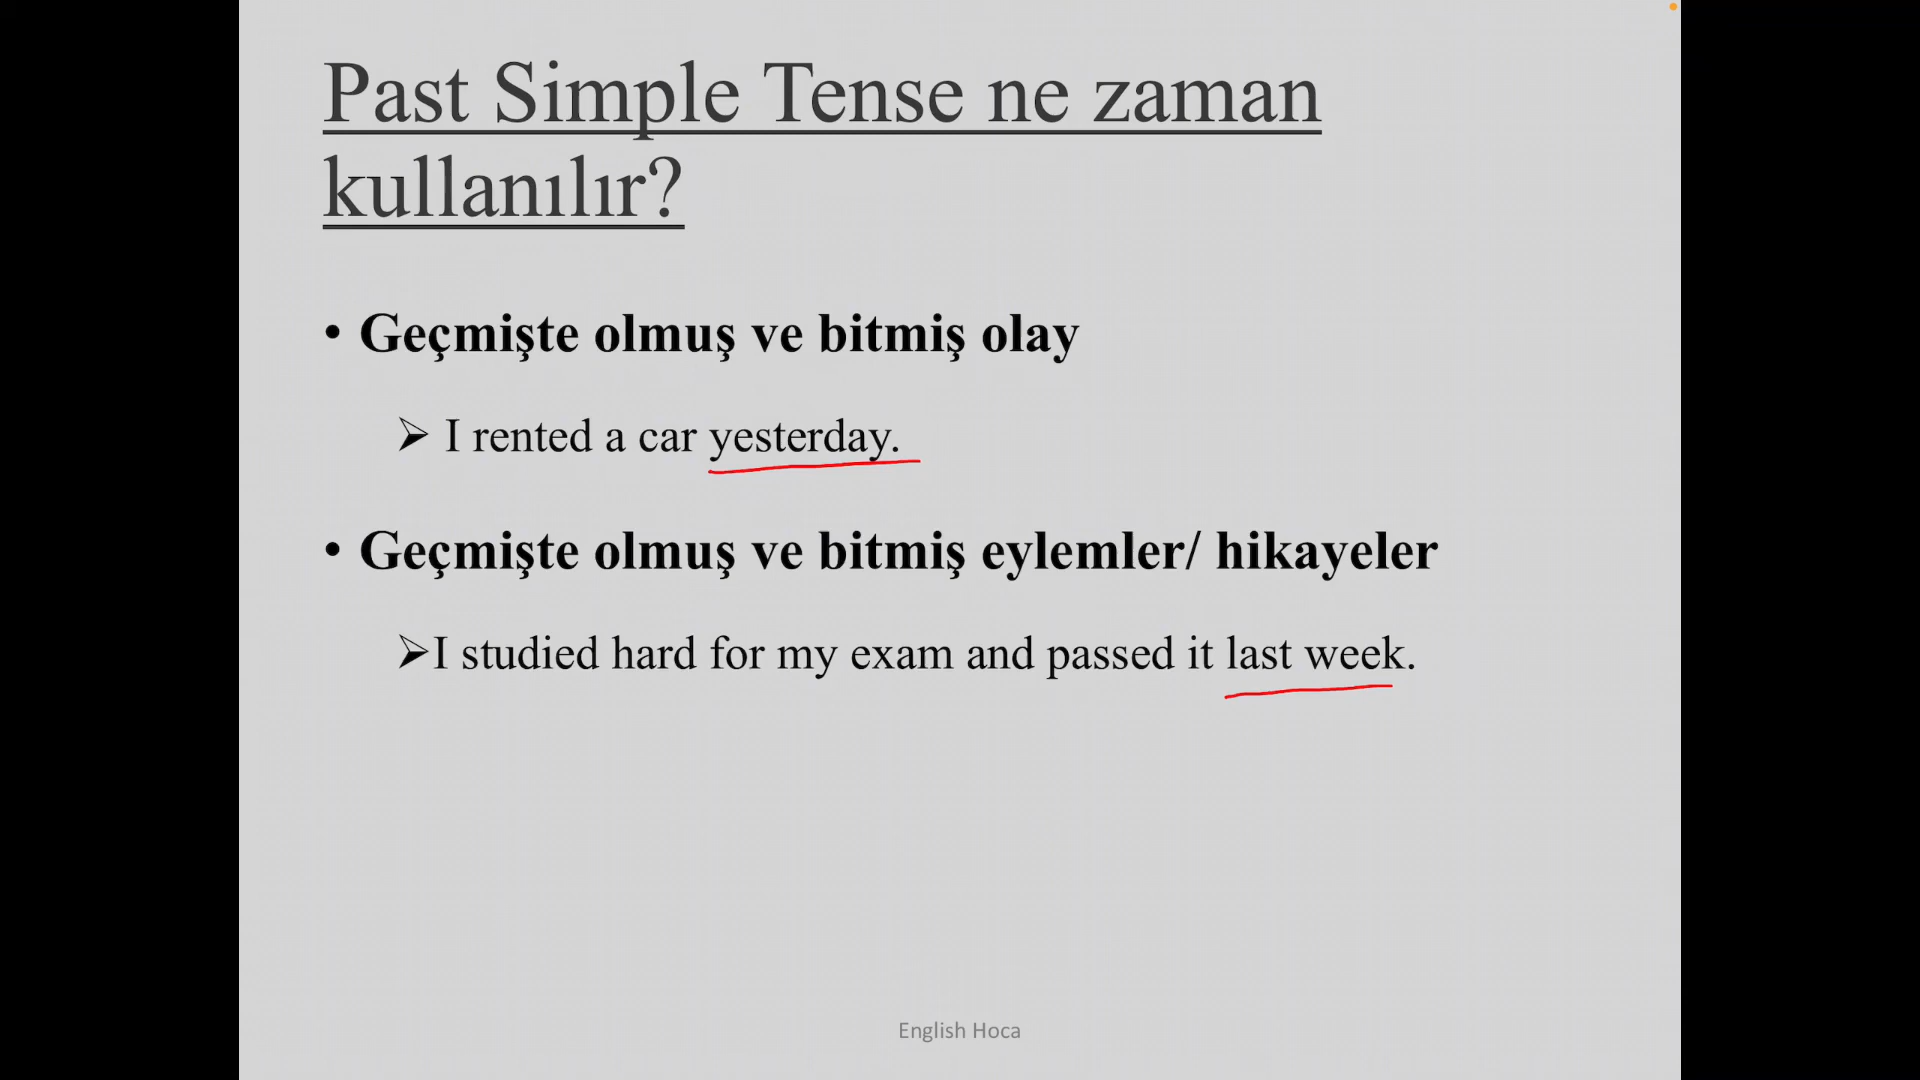 Past Simple Tense ne zaman
kullanılır?
• Geçmişte olmuş ve bitmiş olay
➢ I rented a car yesterday.
• Geçmişte olmuş ve bitmiş eylemler/ hikayeler
➢I studied hard for my exam and passed it last week.
English Hoca